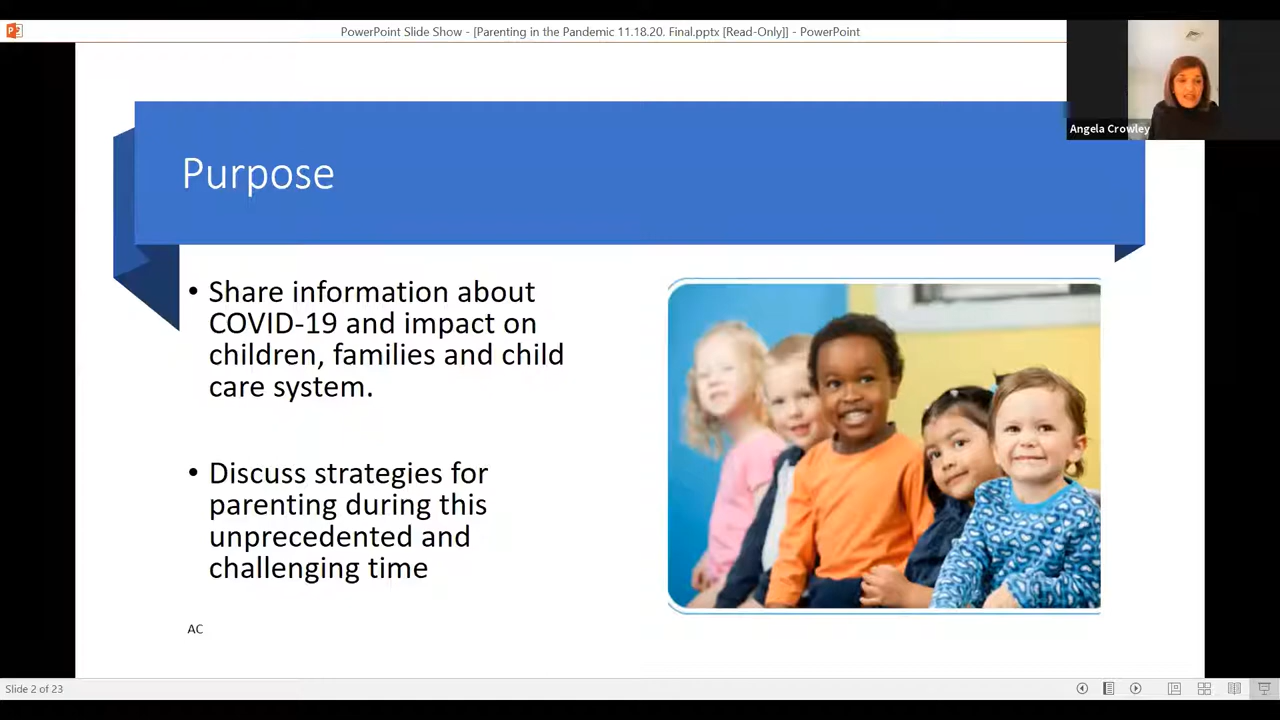 PowerPoint Slide Show - [Parenting in the Pandemic 11.18.20. Final.pptx [Read-Only]] - PowerPoint
Angela Crowley
Purpose
• Share information about
COVID-19 and impact on
children, families and child
care system.
• Discuss strategies for
parenting during this
unprecedented and
challenging time
AC
Slide 2 of 23